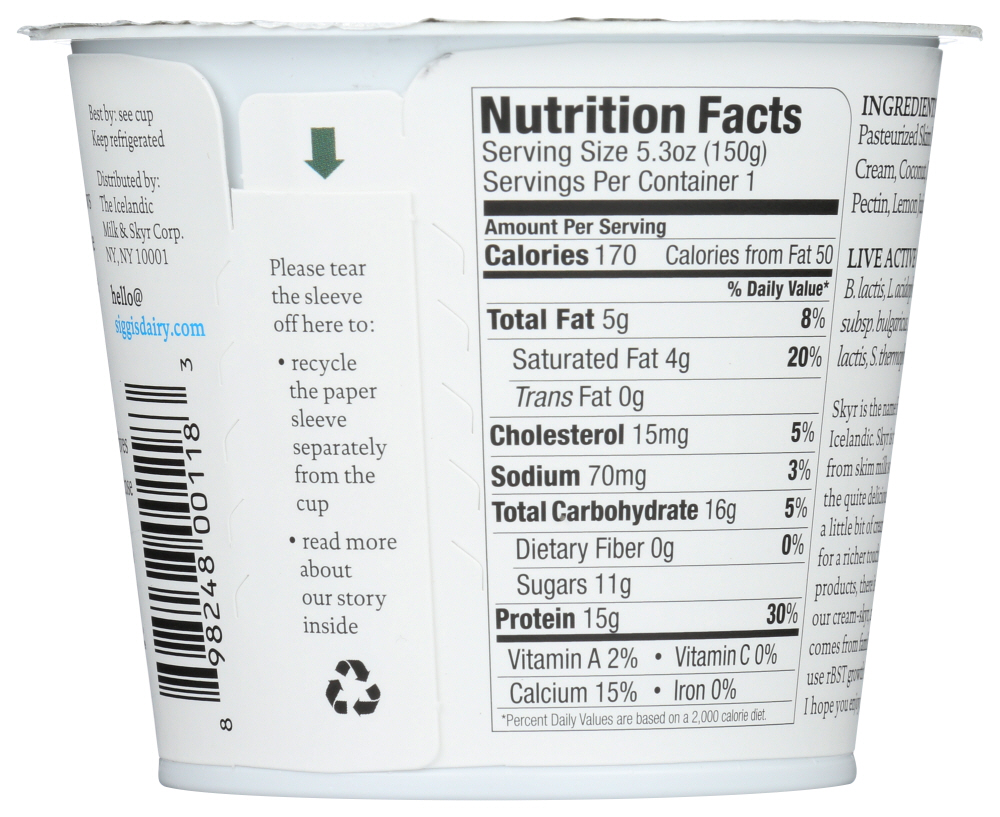 Best by: see cup
Keep refrigerated
Distributed by:
The Icelandic
Milk & Skyr Corp.
NY, NY 10001
hello@
siggisdairy.com
8 98248 00118 3
Please tear
the sleeve
off here to:
• recycle
the paper
sleeve
separately
from the
cup
• read more
about
our story
inside
Nutrition Facts
Serving Size 5.3oz (150g)
Servings Per Container 1
Amount Per Serving
Calories 170 Calories from Fat 50
% Daily Value*
Total Fat 5g 8%
Saturated Fat 4g 20%
Trans Fat 0g
Cholesterol 15mg 5%
Sodium 70mg 3%
Total Carbohydrate 16g 5%
Dietary Fiber 0g 0%
Sugars 11g
Protein 15g 30%
Vitamin A 2% • Vitamin C 0%
Calcium 15% • Iron 0%
*Percent Daily Values are based on a 2,000 calorie diet.
Pasteurized
Cream,
Pectin, Lemon
LIVE
B. lactis,
subsp.
lactis, S.
Skyr is the
Icelandic.
from skim
the quite
a little bit of
for a richer
products,
our
comes from
use rBST
I hope you